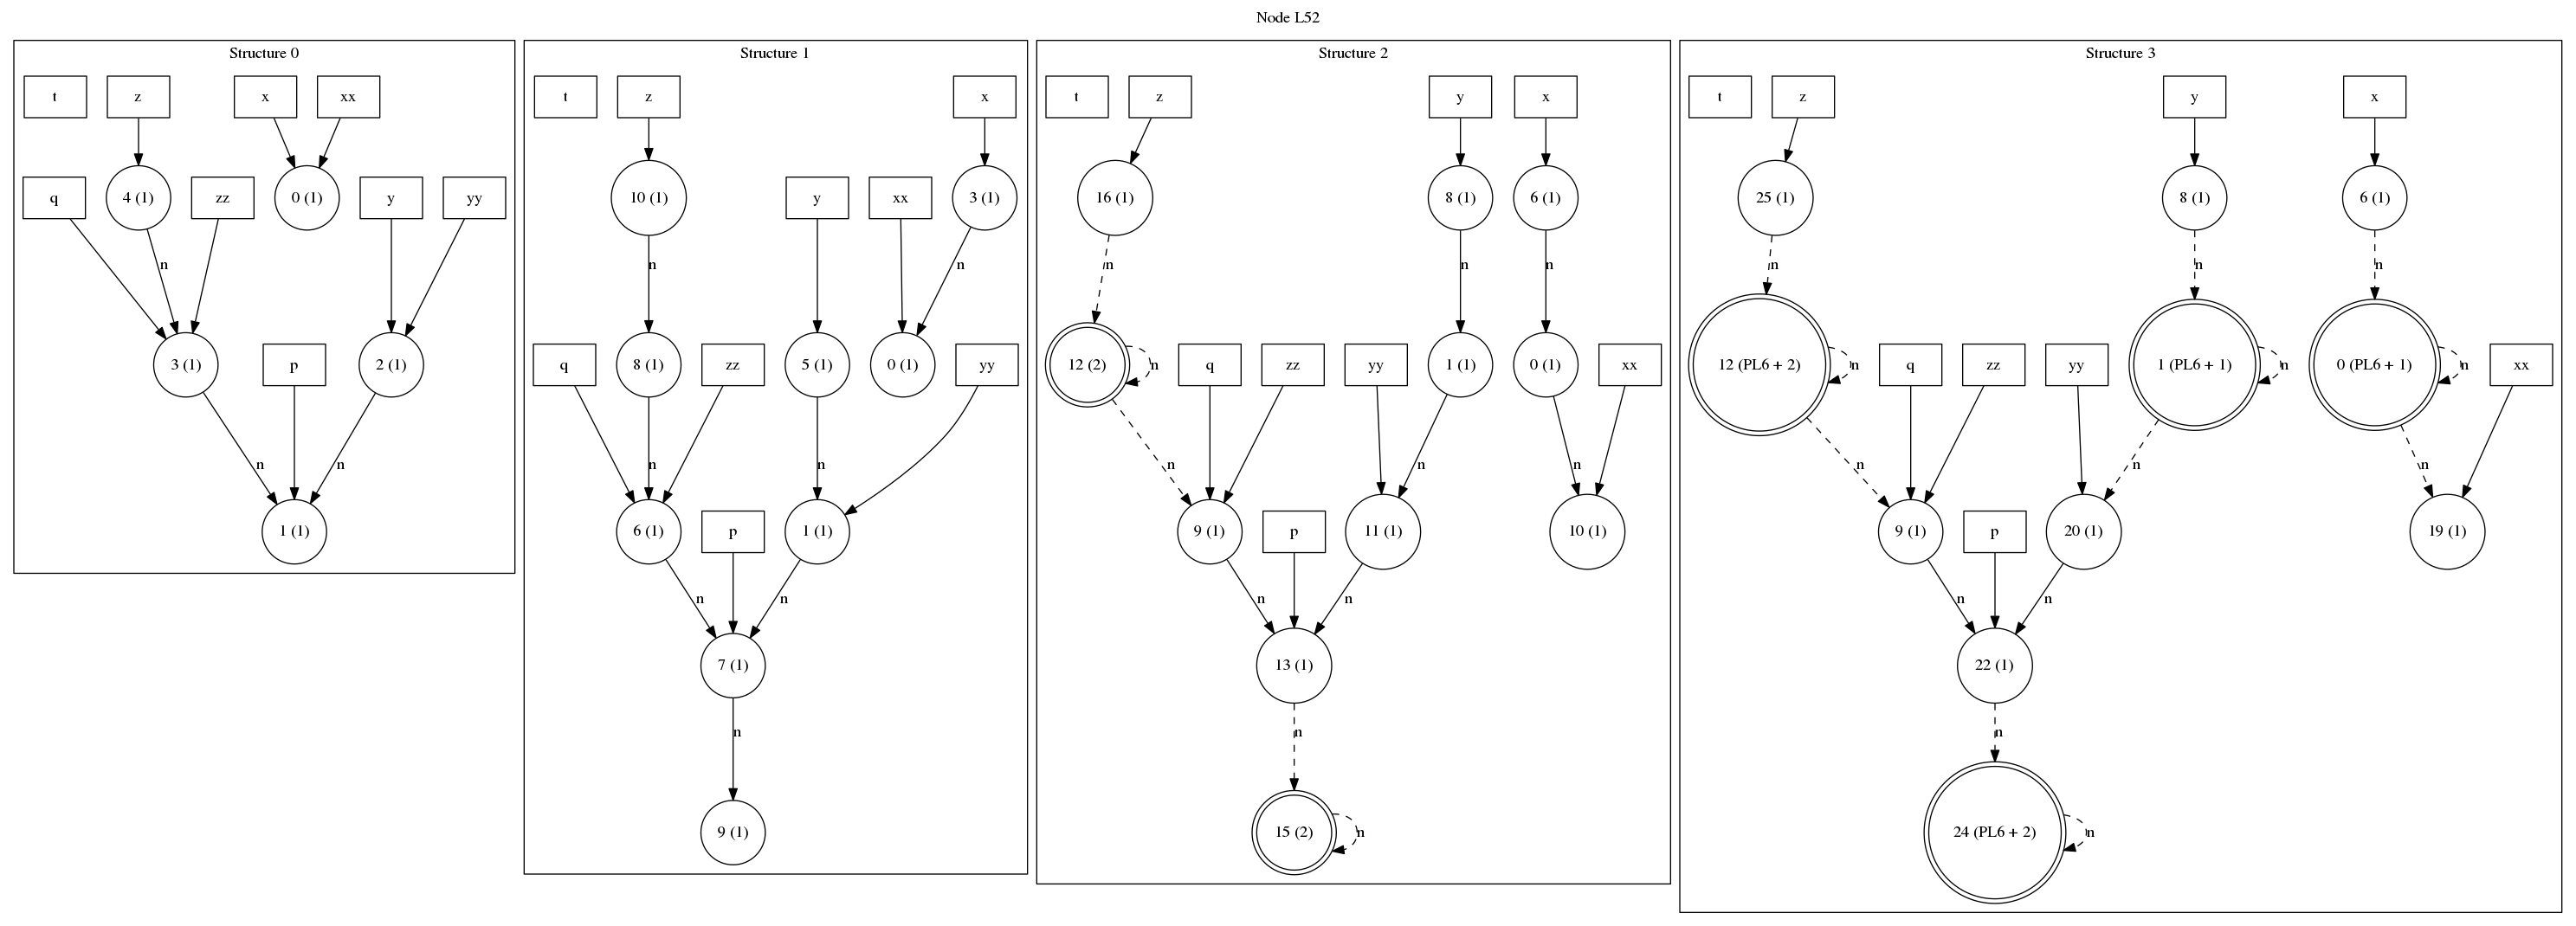 Node L52
Structure 0
t
z
x
xx
q
4 (1)
zz
0 (1)
y
yy
n
3 (1)
p
2 (1)
n
n
1 (1)
Structure 1
t
z
x
10 (1)
y
xx
3 (1)
n
n
q
8 (1)
zz
5 (1)
0 (1)
yy
n
n
6 (1)
p
1 (1)
n
n
7 (1)
n
9 (1)
Structure 2
t
z
y
x
16 (1)
8 (1)
6 (1)
n
n
n
12 (2)
n
q
zz
yy
1 (1)
0 (1)
xx
n
n
n
9 (1)
p
11 (1)
10 (1)
n
n
13 (1)
n
15 (2)
n
Structure 3
t
z
y
x
25 (1)
8 (1)
6 (1)
n
n
n
12 (PL6 + 2)
n
q
zz
yy
1 (PL6 + 1)
n
0 (PL6 + 1)
n
xx
n
n
n
9 (1)
p
20 (1)
19 (1)
n
n
22 (1)
n
24 (PL6 + 2)
n